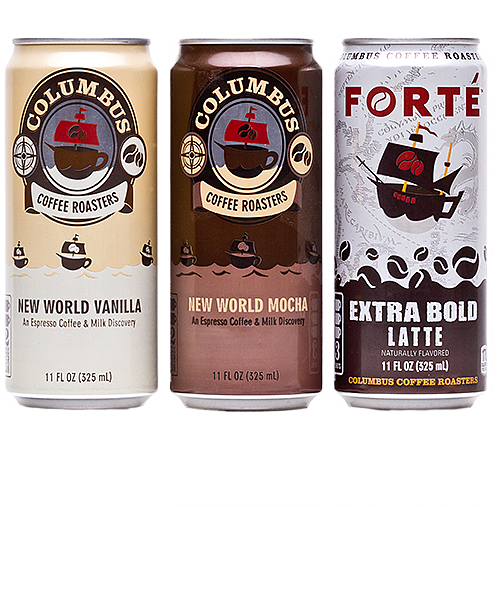 COLUMBUS
COFFEE ROASTERS
NEW WORLD VANILLA
An Espresso Coffee & Milk Discovery
11 FL OZ (325 mL)
COLUMBUS
COFFEE ROASTERS
NEW WORLD MOCHA
An Espresso Coffee & Milk Discovery
11 FL OZ (325 mL)
COLUMBUS COFFEE ROASTERS
FORTÉ
EXTRA BOLD
LATTE
NATURALLY FLAVORED
11 FL OZ (325 mL)
COLUMBUS COFFEE ROASTERS